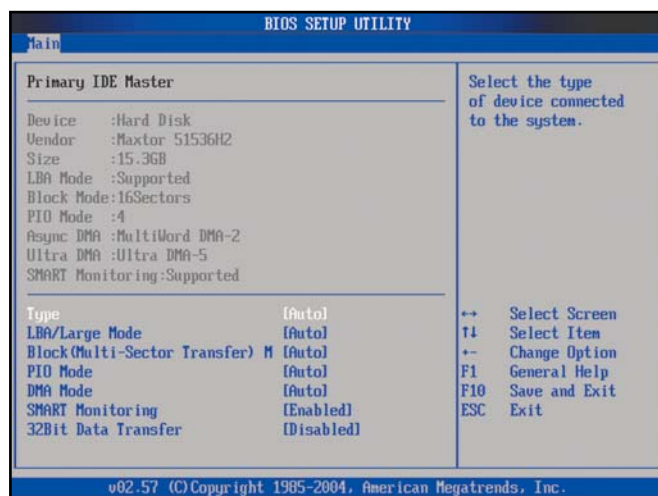 BIOS SETUP UTILITY
Main
Primary IDE Master
Device :Hard Disk
Vendor :Maxtor 51536H2
Size :15.3GB
LBA Mode :Supported
Block Mode:16Sectors
PIO Mode :4
Async DMA :MultiWord DMA-2
Ultra DMA :Ultra DMA-5
SMART Monitoring:Supported
Type [Auto]
LBA/Large Mode [Auto]
Block(Multi-Sector Transfer) M [Auto]
PIO Mode [Auto]
DMA Mode [Auto]
SMART Monitoring [Enabled]
32Bit Data Transfer [Disabled]
Select the type
of device connected
to the system.
↔ Select Screen
↑↓ Select Item
+- Change Option
F1 General Help
F10 Save and Exit
ESC Exit
v02.57 (C)Copyright 1985-2004, American Megatrends, Inc.